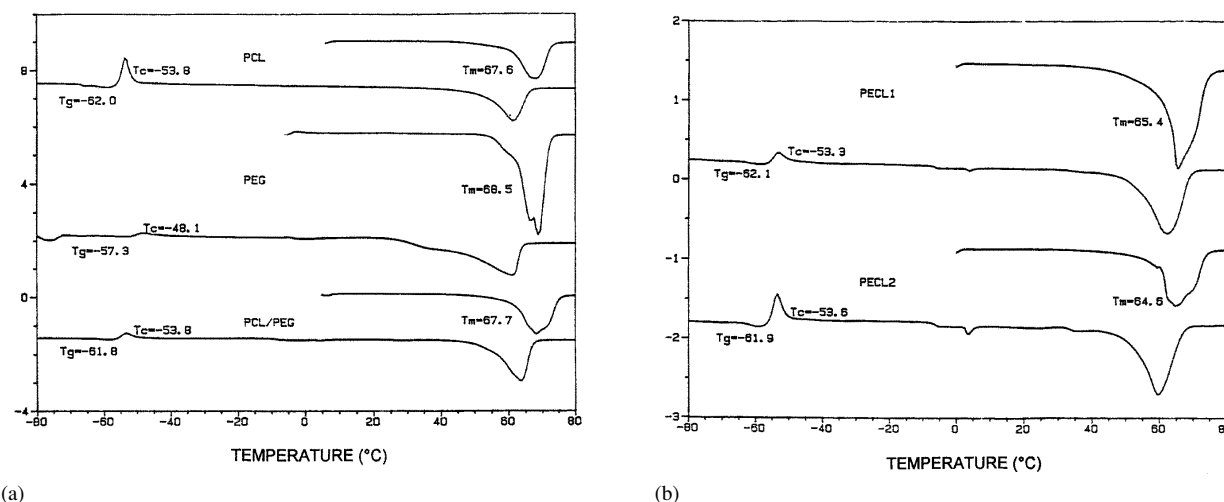 8
4
0
-4
-80
-60
-40
-20
0
20
40
60
80
PCL
Tc=-53.8
Tg=-62.0
Tm=67.6
PEG
Tm=68.5
Tc=-48.1
Tg=-57.3
PCL/PEG
Tm=67.7
Tc=-53.8
Tg=-61.8
TEMPERATURE (°C)
(a)
2
1
0
-1
-2
-3
-80
-60
-40
-20
0
20
40
60
80
PECL1
Tm=65.4
Tc=-53.3
Tg=-62.1
PECL2
Tm=64.6
Tc=-53.6
Tg=-61.9
TEMPERATURE (°C)
(b)